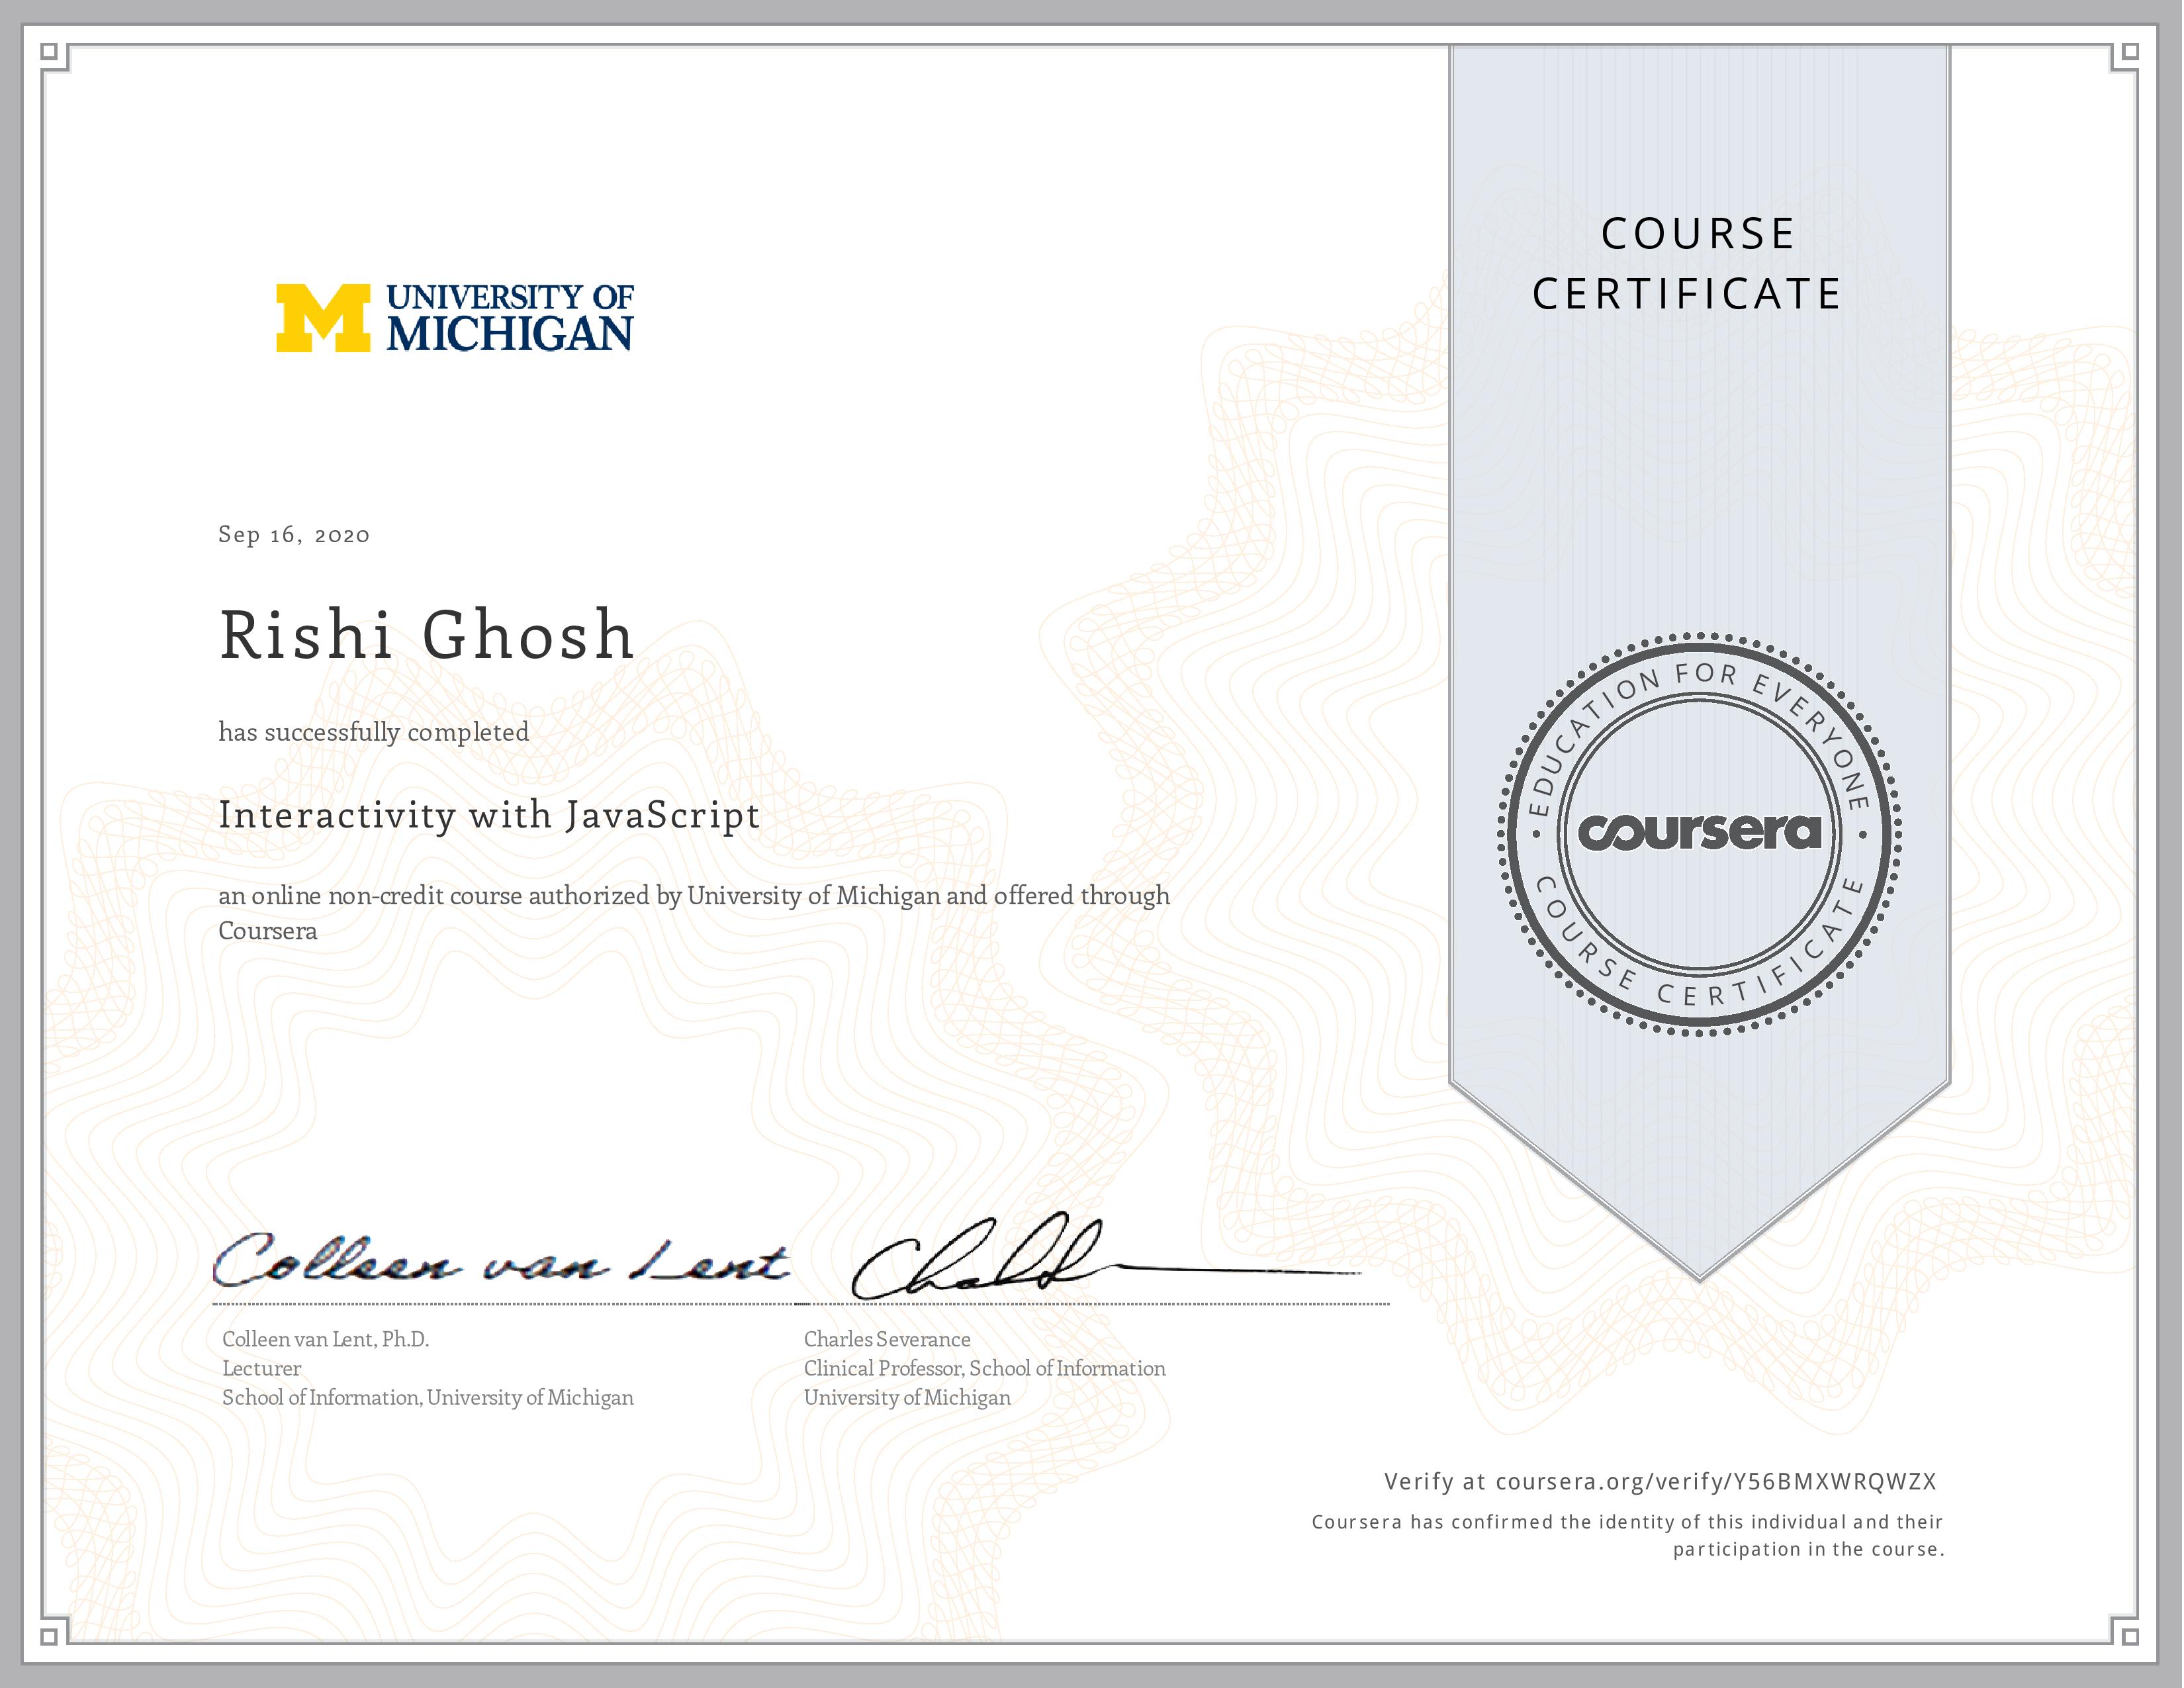 COURSE
CERTIFICATE
UNIVERSITY OF
MICHIGAN
Sep 16, 2020
Rishi Ghosh
has successfully completed
Interactivity with JavaScript
an online non-credit course authorized by University of Michigan and offered through
Coursera
EDUCATION FOR EVERYONE
coursera
COURSE CERTIFICATE
Colleen van Lent
Colleen van Lent, Ph.D.
Lecturer
School of Information, University of Michigan
Charles Severance
Clinical Professor, School of Information
University of Michigan
Verify at coursera.org/verify/Y56BMXWRQWZX
Coursera has confirmed the identity of this individual and their
participation in the course.